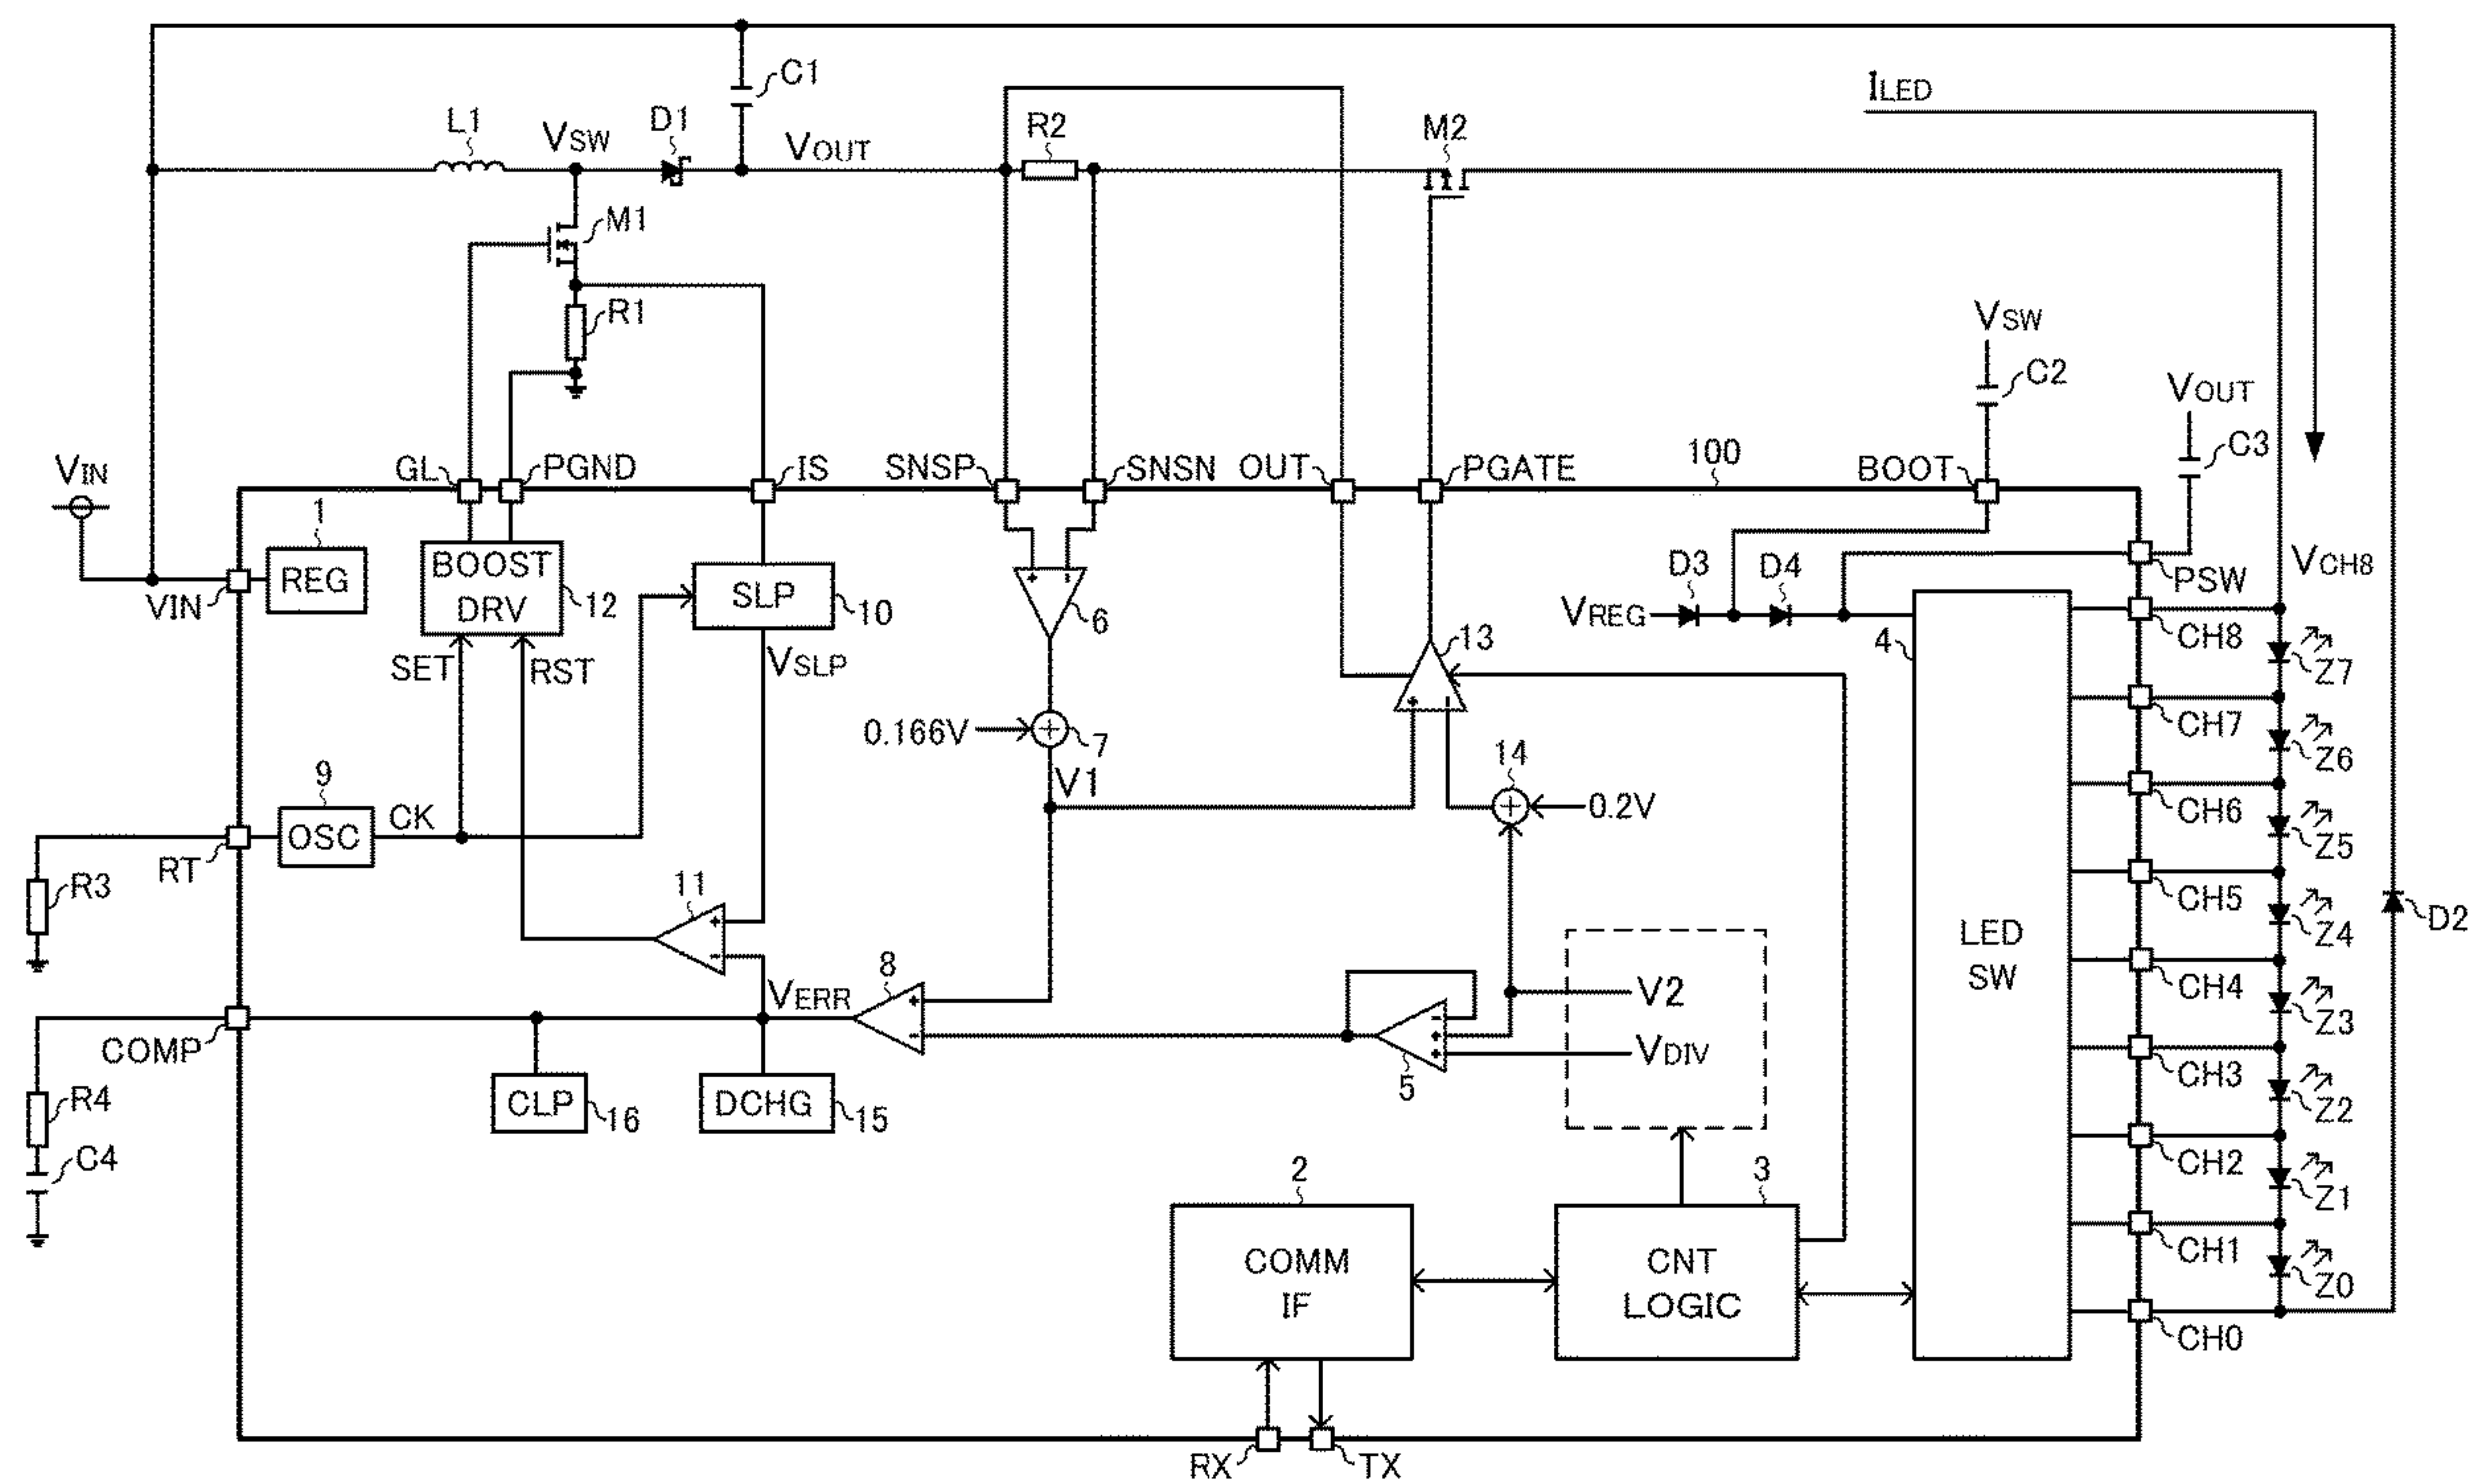 C1
ILED
L1
VSW
D1
VOUT
R2
M2
M1
R1
VSW
C2
VOUT
C3
VIN
GL
PGND
IS
SNSP
SNSN
OUT
PGATE
100
BOOT
1
REG
VIN
BOOST
DRV
12
SLP
10
+
-
6
D3
D4
PSW
VCH8
VREG
13
4
CH8
Z7
SET
RST
VSLP
+
-
CH7
Z6
0.166V
+
7
V1
14
+
0.2V
CH6
Z5
9
OSC
CK
RT
R3
11
+
-
CH5
Z4
D2
LED
SW
8
+
-
VERR
V2
VDIV
-
+
+
5
CH4
Z3
COMP
CH3
Z2
R4
C4
CLP
16
DCHG
15
CH2
Z1
2
3
COMM
IF
CNT
LOGIC
CH1
Z0
CH0
RX
TX